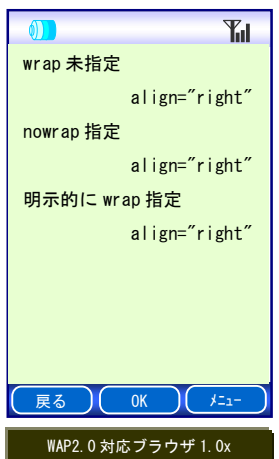 wrap 未指定
align="right"
nowrap 指定
align="right"
明示的に wrap 指定
align="right"
戻る OK ﾒﾆｭｰ
WAP2.0 対応ブラウザ 1.0x